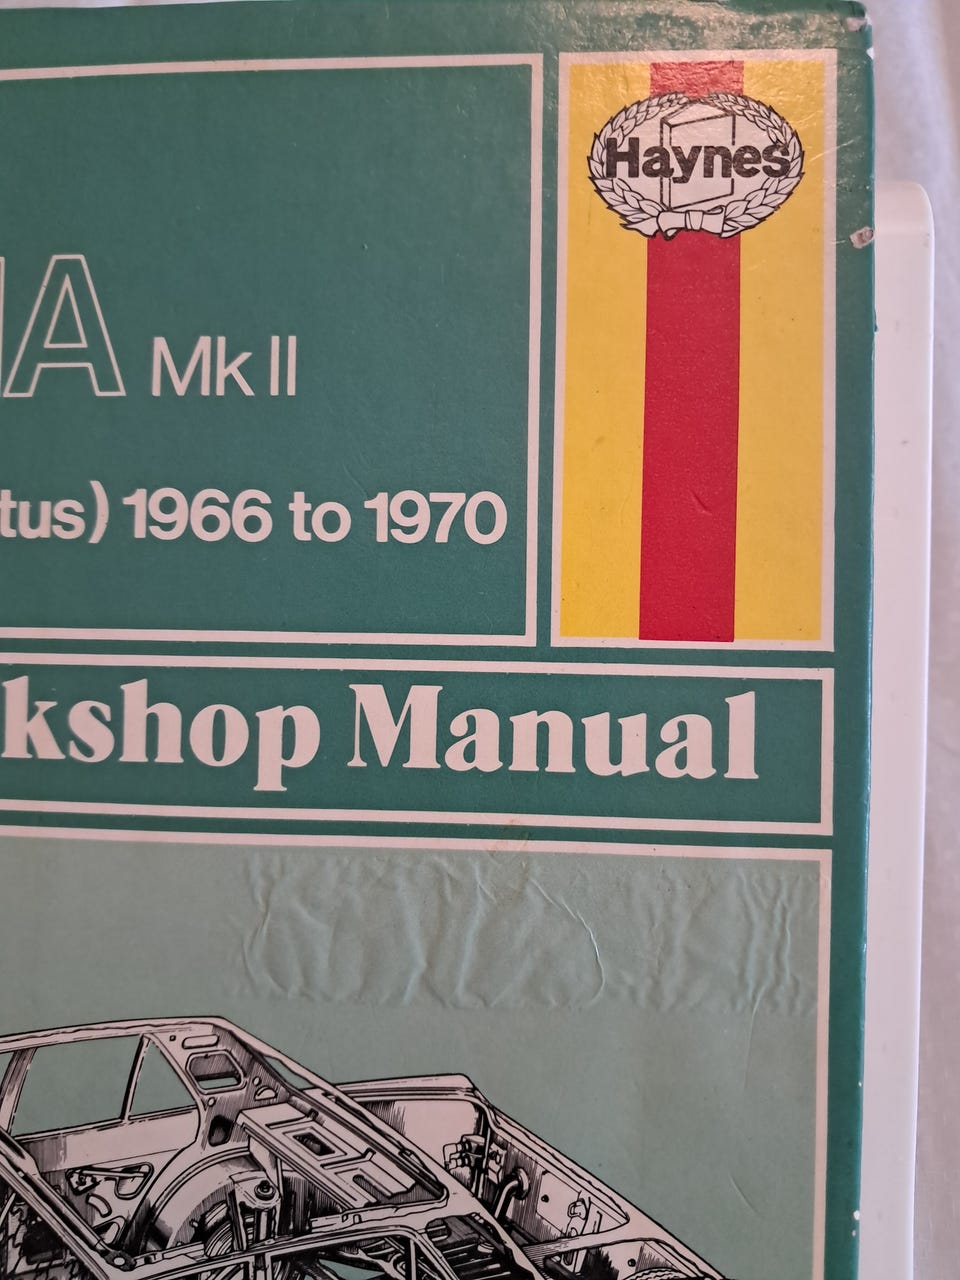 Haynes
A Mk II
tus) 1966 to 1970
kshop Manual